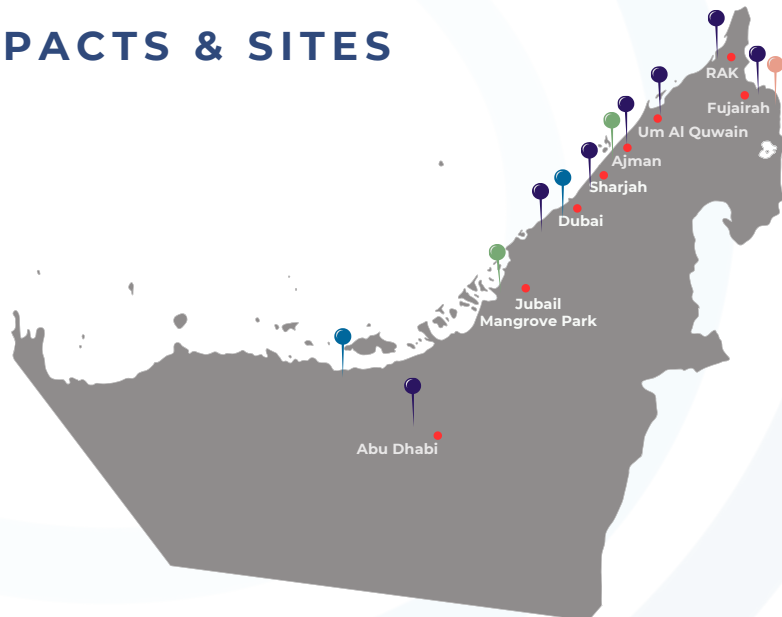 PACTS & SITES
RAK
Fujairah
Um Al Quwain
Ajman
Sharjah
Dubai
Jubail
Mangrove Park
Abu Dhabi